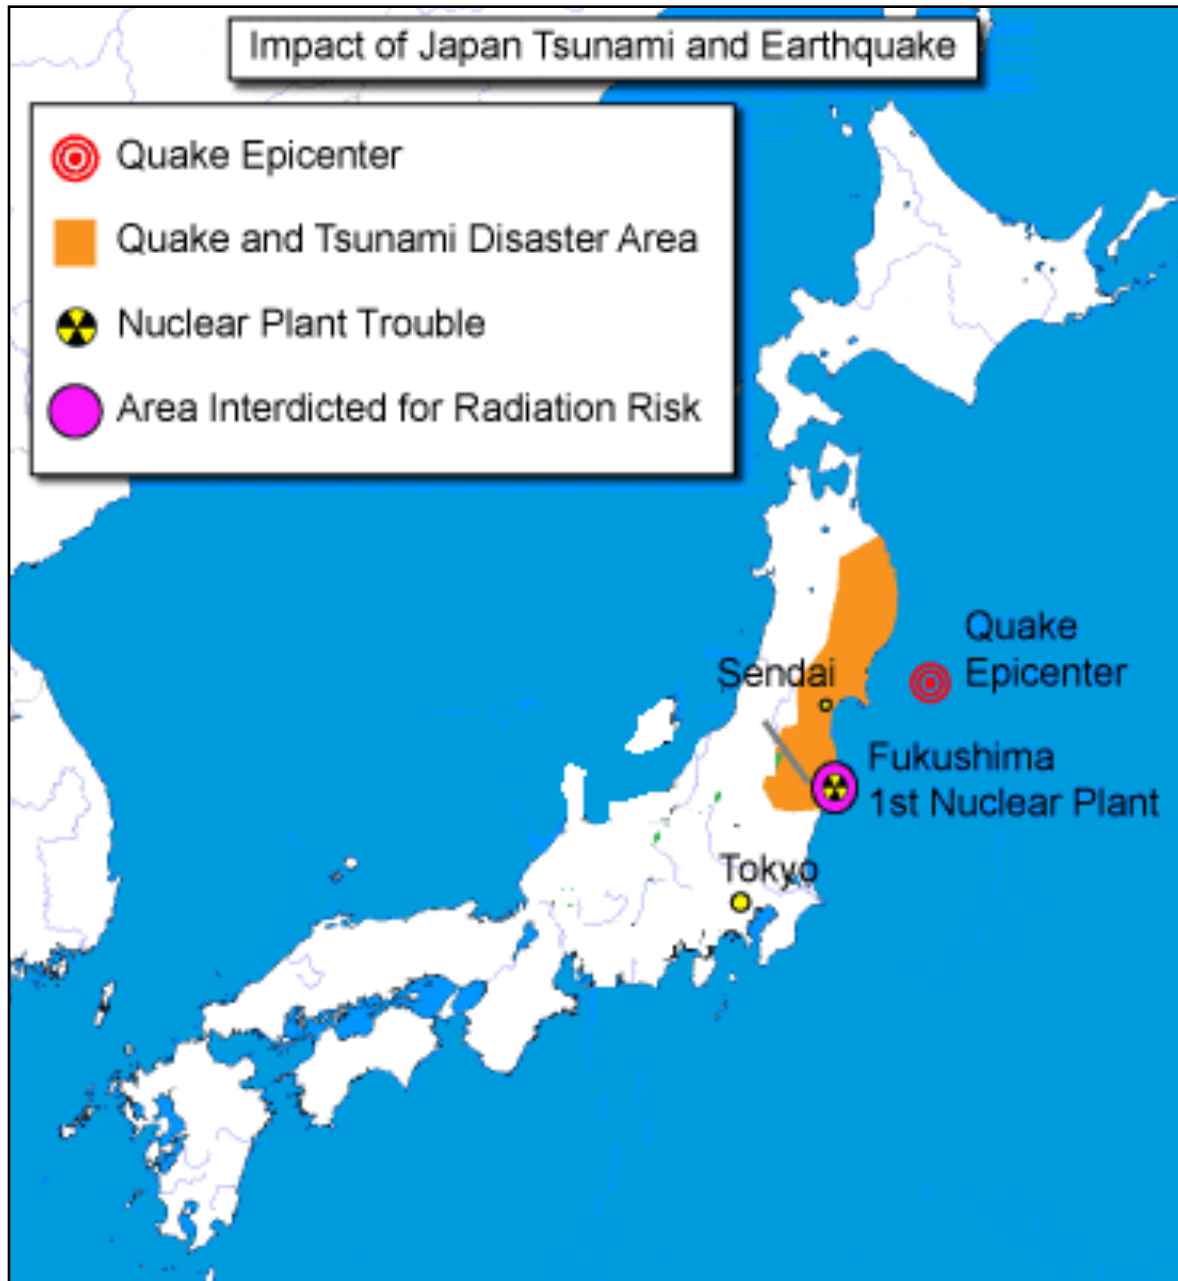 Impact of Japan Tsunami and Earthquake
Quake Epicenter
Quake and Tsunami Disaster Area
Nuclear Plant Trouble
Area Interdicted for Radiation Risk
Quake
Epicenter
Sendai
Fukushima
1st Nuclear Plant
Tokyo